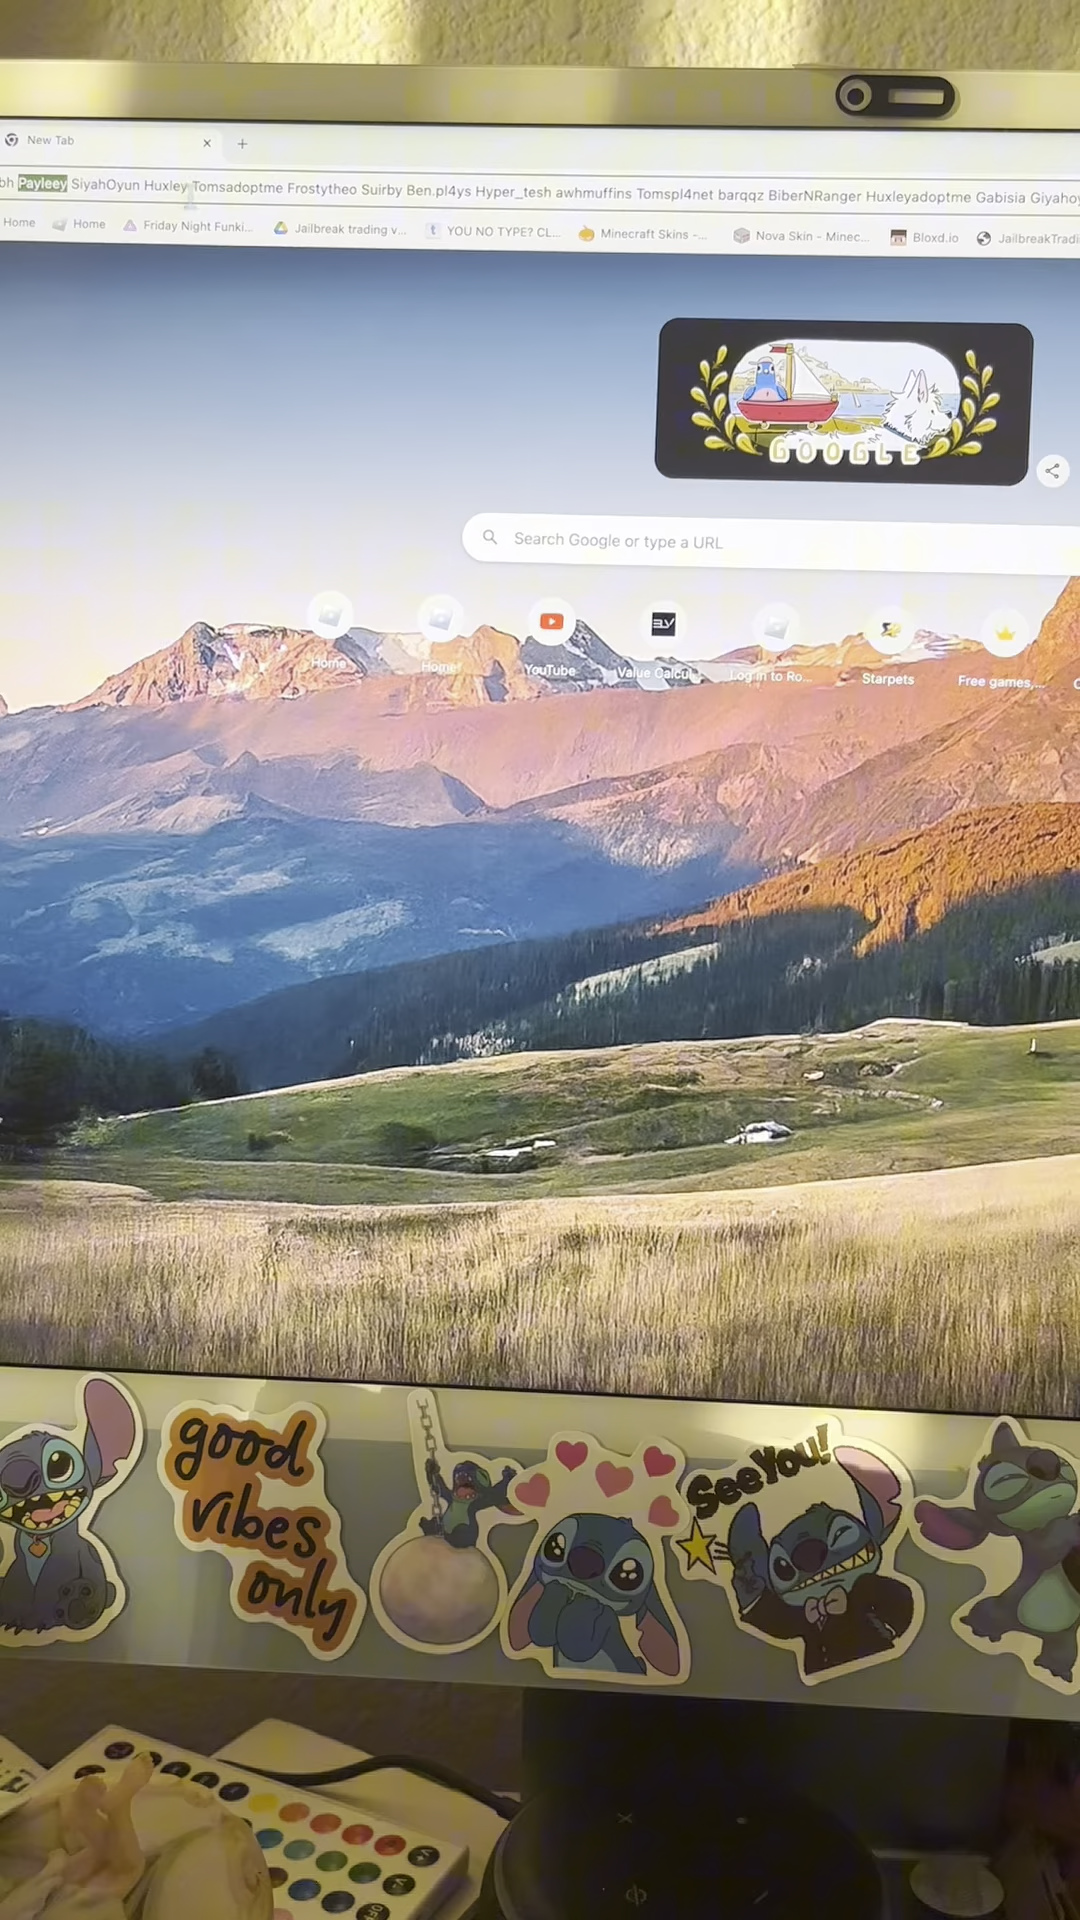 New Tab
bh Payleey SiyahOyun Huxley Tomsadoptme Frostytheo Suirby Ben.pl4ys Hyper_tesh awhmuffins Tomspl4net barqqz BiberNRanger Huxleyadoptme Gabisia Giyahoy
Home Home Friday Night Funki... Jailbreak trading v... YOU NO TYPE? CL... Minecraft Skins -... Nova Skin - Minec... Bloxd.io JailbreakTradi
GOOGLE
Search Google or type a URL
Home Home YouTube Value Calcul... Log in to Ro... Starpets Free games,...
good
vibes
only
See You!
V+
V-
OFF